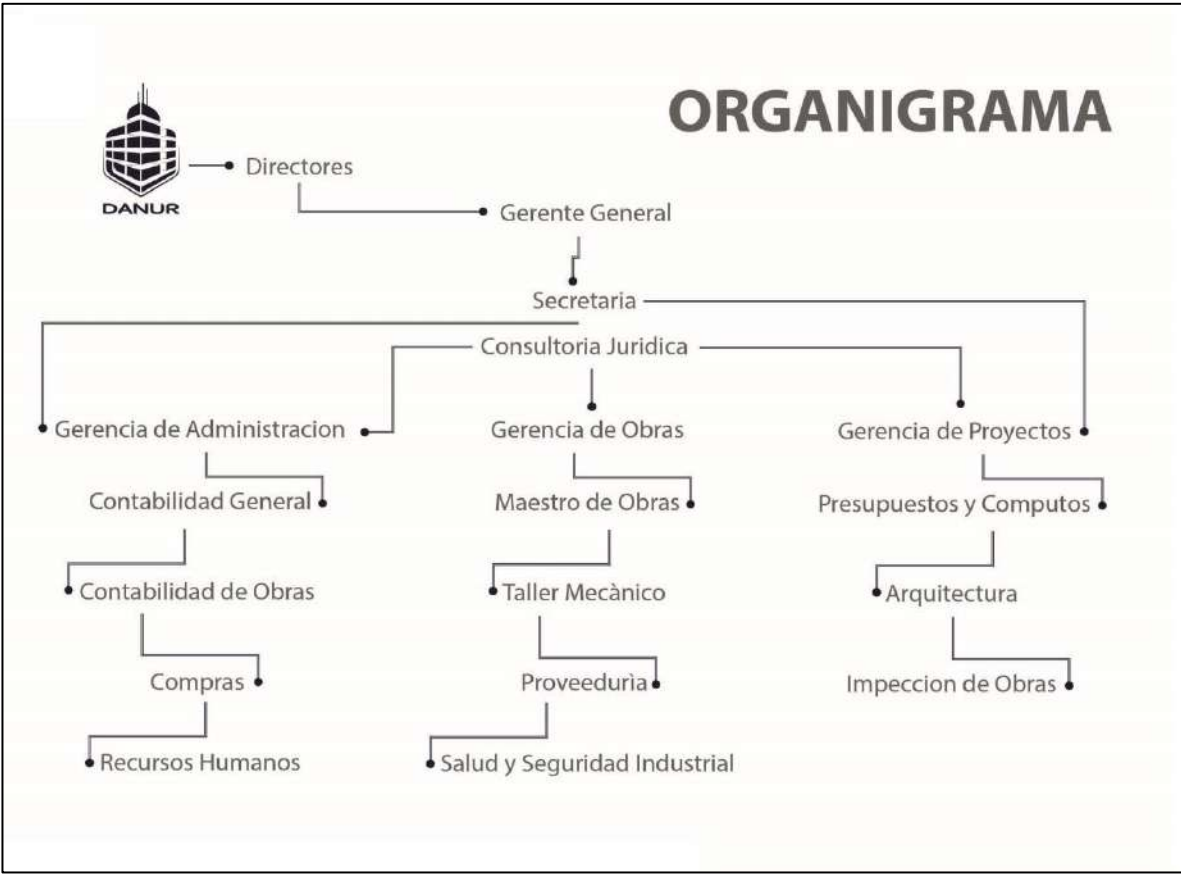 ORGANIGRAMA
DANUR
Directores
Gerente General
Secretaria
Consultoria Juridica
Gerencia de Administracion
Gerencia de Obras
Gerencia de Proyectos
Contabilidad General
Maestro de Obras
Presupuestos y Computos
Contabilidad de Obras
Taller Mecànico
Arquitectura
Compras
Proveedurìa
Impeccion de Obras
Recursos Humanos
Salud y Seguridad Industrial